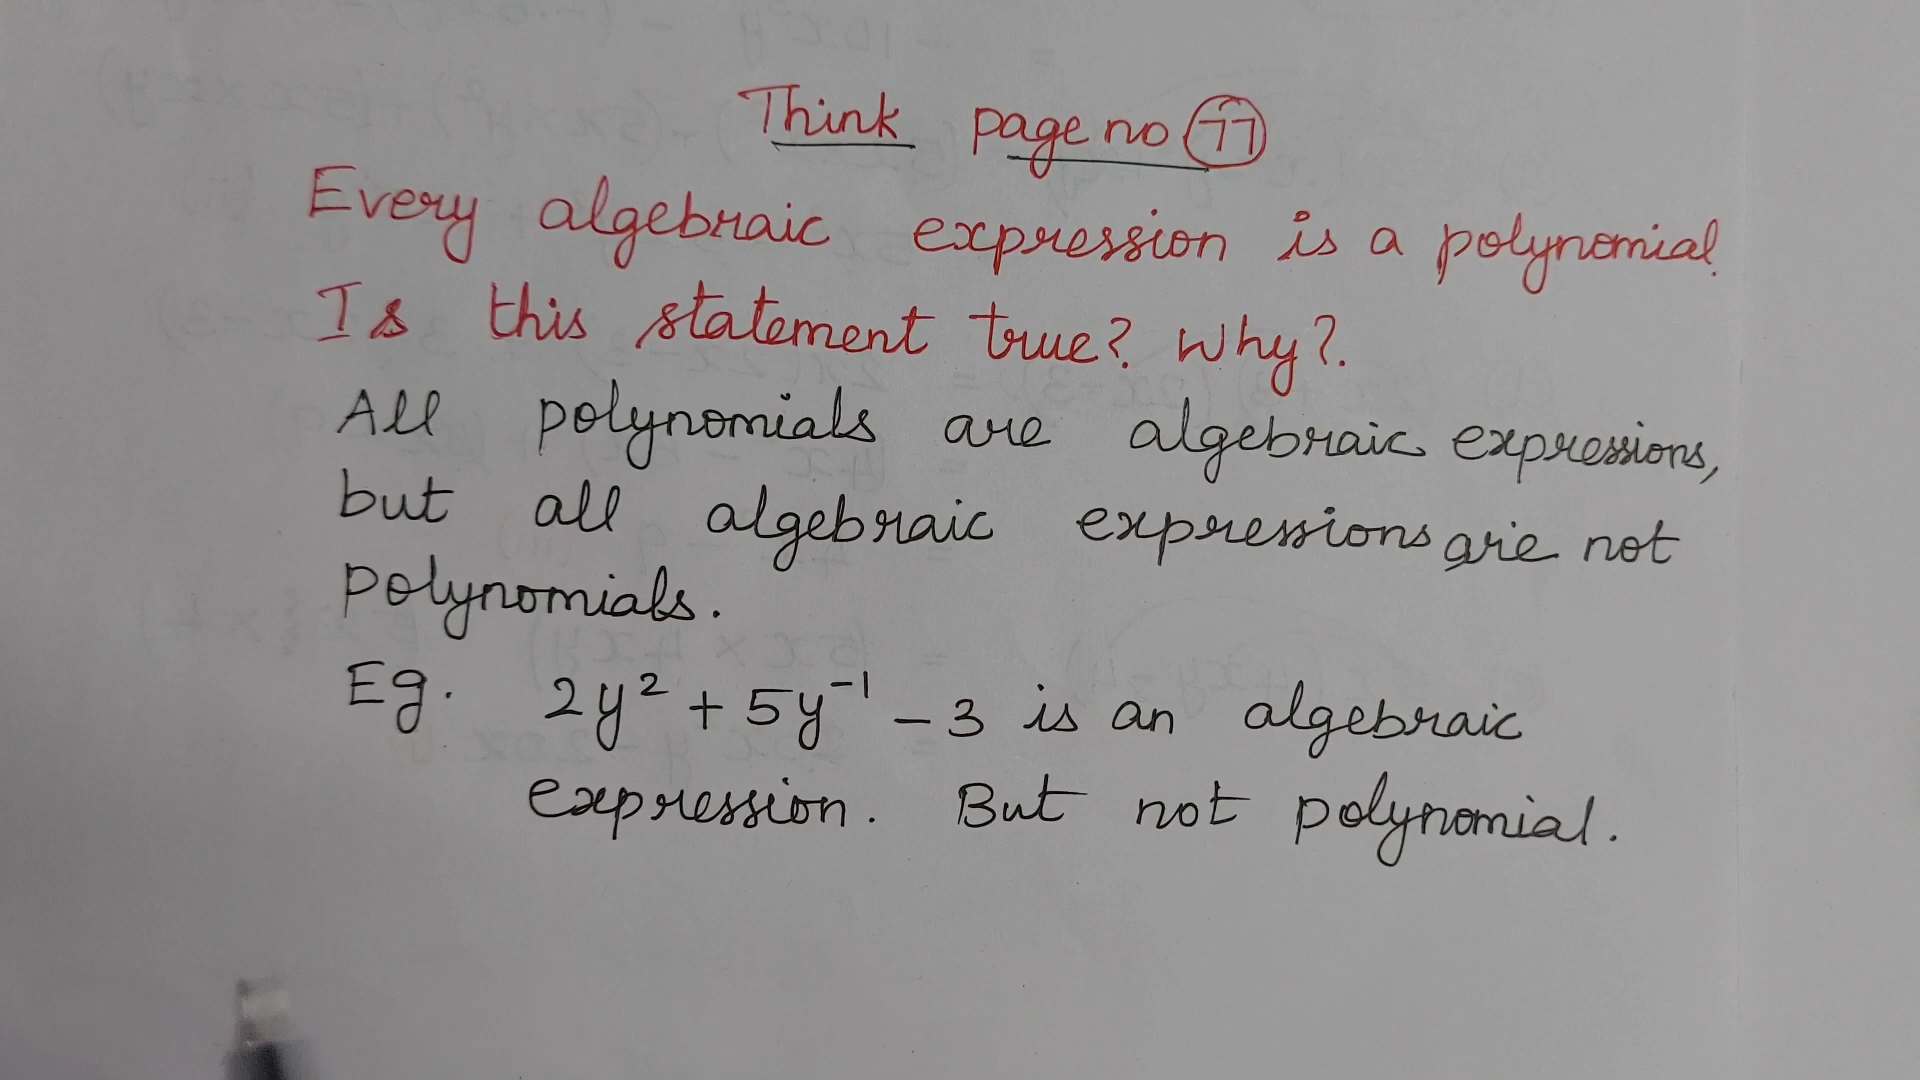 Think page no 77
Every algebraic expression is a polynomial.
Is this statement true? Why?.
All polynomials are algebraic expressions,
but all algebraic expressions are not
polynomials.
Eg. 2y² + 5y⁻¹ - 3 is an algebraic
expression. But not polynomial.